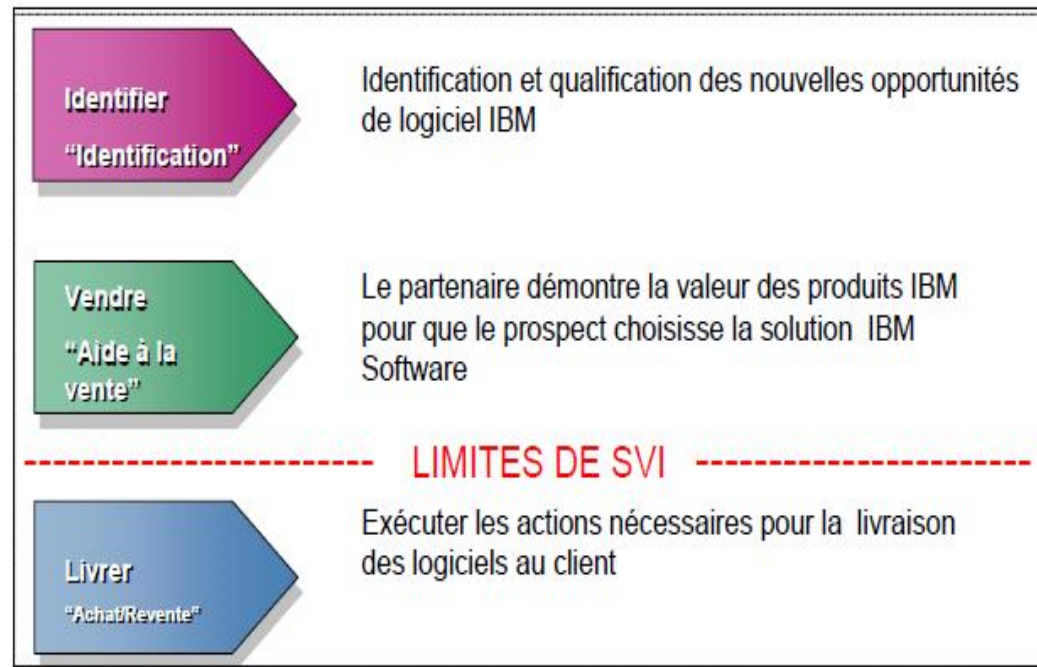 Identifier
“Identification”
Identification et qualification des nouvelles opportunités
de logiciel IBM
Vendre
“Aide à la
vente”
Le partenaire démontre la valeur des produits IBM
pour que le prospect choisisse la solution IBM
Software
LIMITES DE SVI
Livrer
“Achat/Revente”
Exécuter les actions nécessaires pour la livraison
des logiciels au client